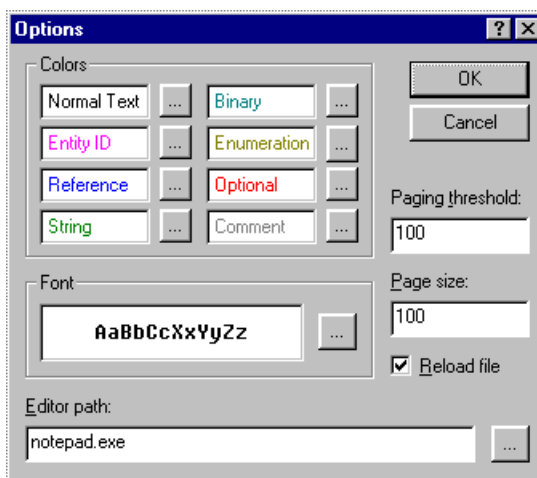 Options
Colors
OK
Normal Text ... Binary ...
Cancel
Entity ID ... Enumeration ...
Reference ... Optional ...
Paging threshold:
String ... Comment ...
100
Font
Page size:
AaBbCcXxYyZz ...
100
Reload file
Editor path:
notepad.exe ...